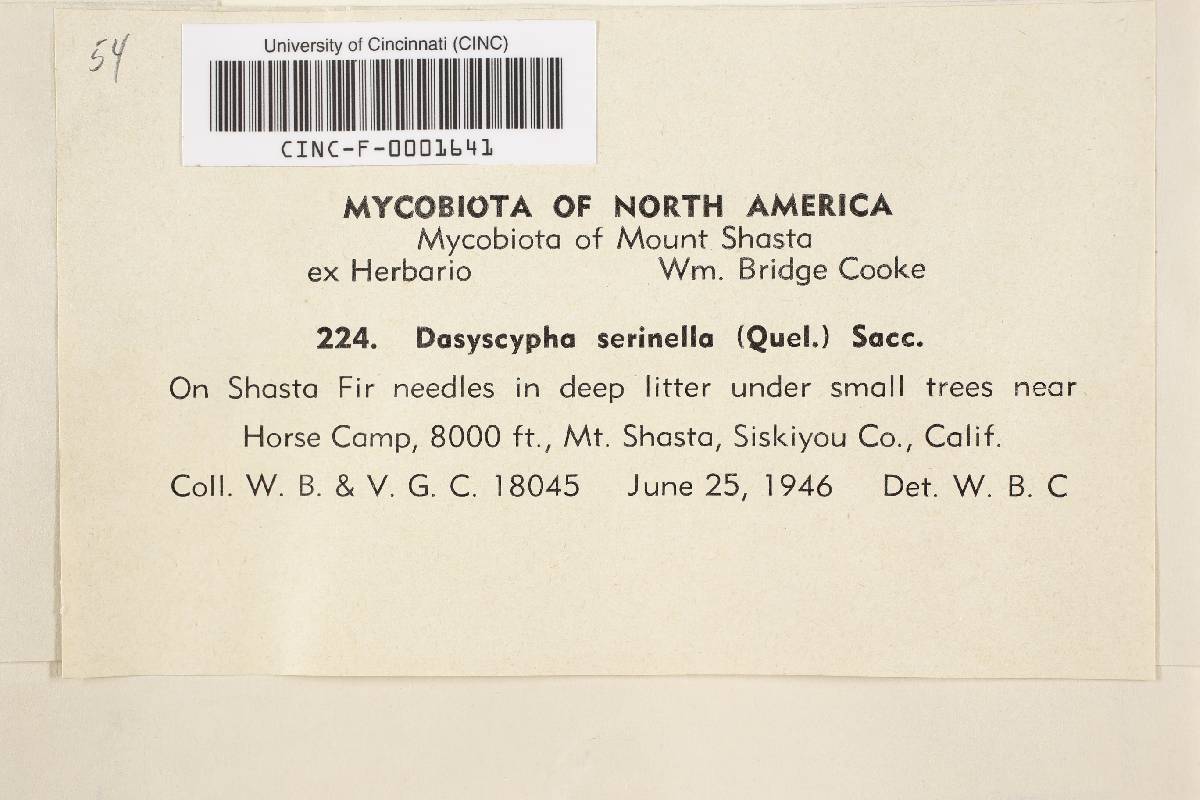 54
University of Cincinnati (CINC)
CINC-F-0001641
MYCOBIOTA OF NORTH AMERICA
Mycobiota of Mount Shasta
ex Herbario Wm. Bridge Cooke
224. Dasyscypha serinella (Quel.) Sacc.
On Shasta Fir needles in deep litter under small trees near
Horse Camp, 8000 ft., Mt. Shasta, Siskiyou Co., Calif.
Coll. W. B. & V. G. C. 18045 June 25, 1946 Det. W. B. C